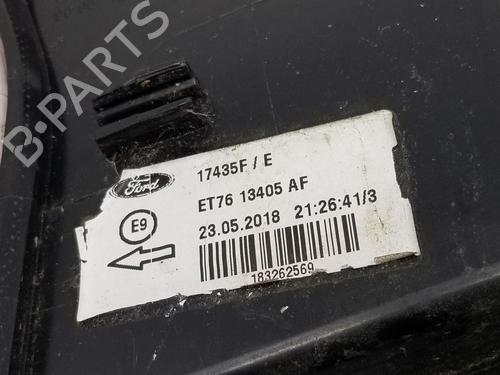 B-PARTS
Ford
17435F / E
ET76 13405 AF
E9
23.05.2018 21:26:41/3
183262569